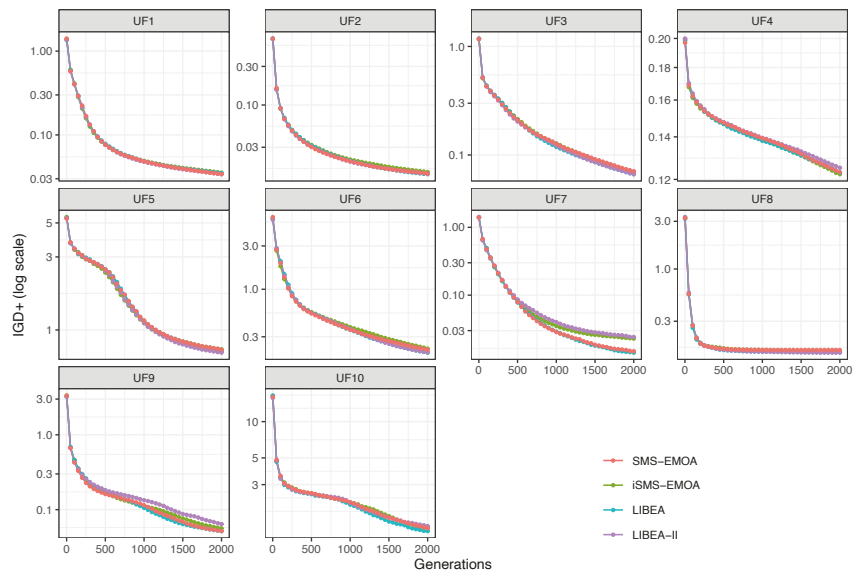 UF1
UF2
UF3
UF4
1.00
0.30
0.10
0.03
0.30
0.10
0.03
1.0
0.3
0.1
0.20
0.18
0.16
0.14
0.12
UF5
UF6
UF7
UF8
5
3
1
3.0
1.0
0.3
1.00
0.30
0.10
0.03
3.0
1.0
0.3
0 500 1000 1500 2000
0 500 1000 1500 2000
UF9
UF10
3.0
1.0
0.3
0.1
10
5
3
0 500 1000 1500 2000
0 500 1000 1500 2000
IGD+ (log scale)
Generations
SMS−EMOA
iSMS−EMOA
LIBEA
LIBEA−II